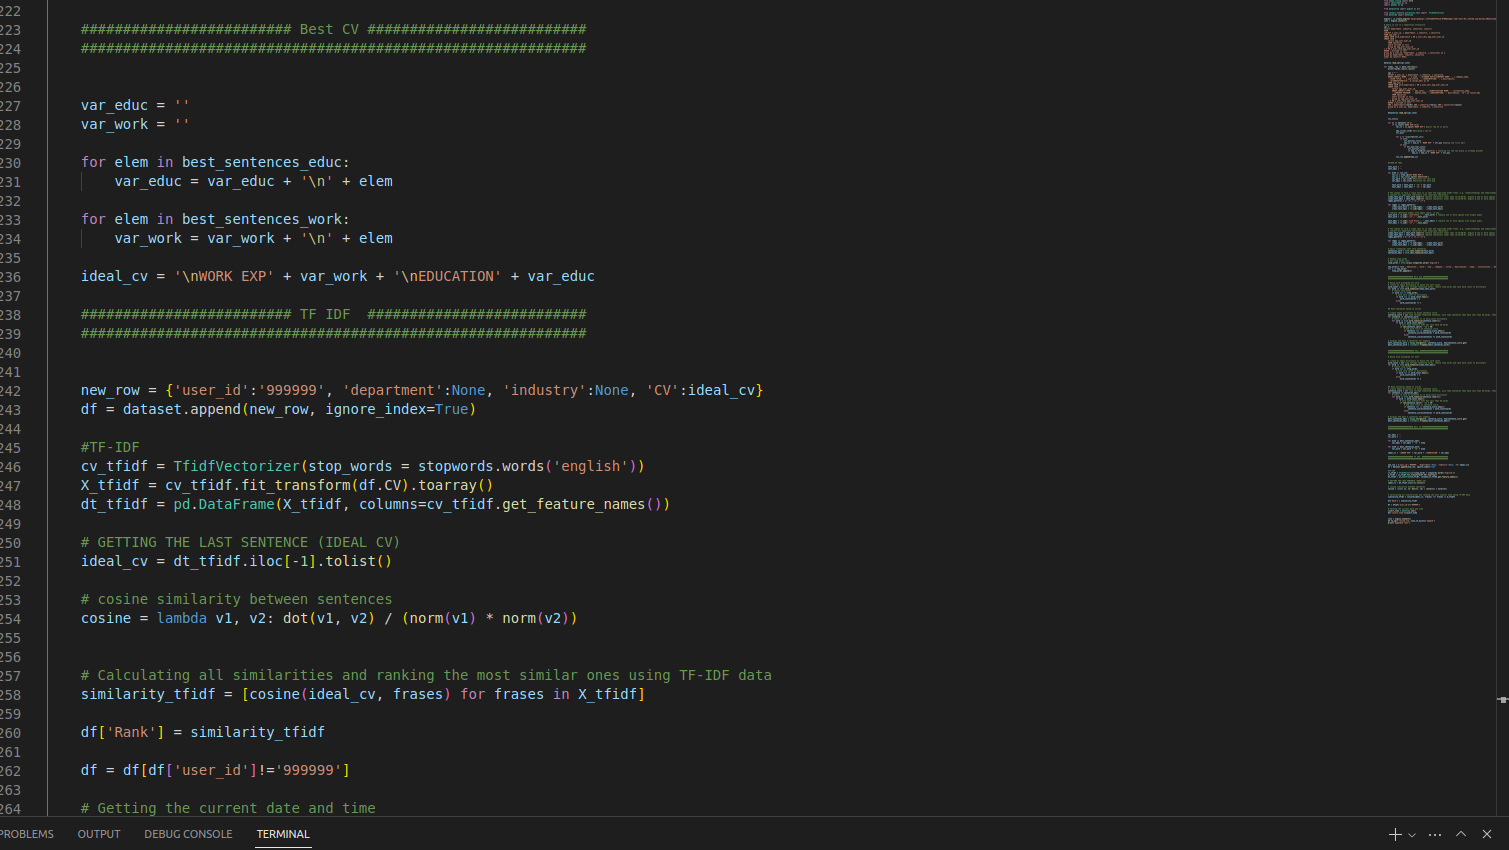 222
223 ######################### Best CV ##########################
224 ############################################################
225
226
227 var_educ = ''
228 var_work = ''
229
230 for elem in best_sentences_educ:
231     var_educ = var_educ + '\n' + elem
232
233 for elem in best_sentences_work:
234     var_work = var_work + '\n' + elem
235
236 ideal_cv = '\nWORK EXP' + var_work + '\nEDUCATION' + var_educ
237
238 ######################### TF IDF  ##########################
239 ############################################################
240
241
242 new_row = {'user_id':'999999', 'department':None, 'industry':None, 'CV':ideal_cv}
243 df = dataset.append(new_row, ignore_index=True)
244
245 #TF-IDF
246 cv_tfidf = TfidfVectorizer(stop_words = stopwords.words('english'))
247 X_tfidf = cv_tfidf.fit_transform(df.CV).toarray()
248 dt_tfidf = pd.DataFrame(X_tfidf, columns=cv_tfidf.get_feature_names())
249
250 # GETTING THE LAST SENTENCE (IDEAL CV)
251 ideal_cv = dt_tfidf.iloc[-1].tolist()
252
253 # cosine similarity between sentences
254 cosine = lambda v1, v2: dot(v1, v2) / (norm(v1) * norm(v2))
255
256
257 # Calculating all similarities and ranking the most similar ones using TF-IDF data
258 similarity_tfidf = [cosine(ideal_cv, frases) for frases in X_tfidf]
259
260 df['Rank'] = similarity_tfidf
261
262 df = df[df['user_id']!='999999']
263
264 # Getting the current date and time
PROBLEMS OUTPUT DEBUG CONSOLE TERMINAL